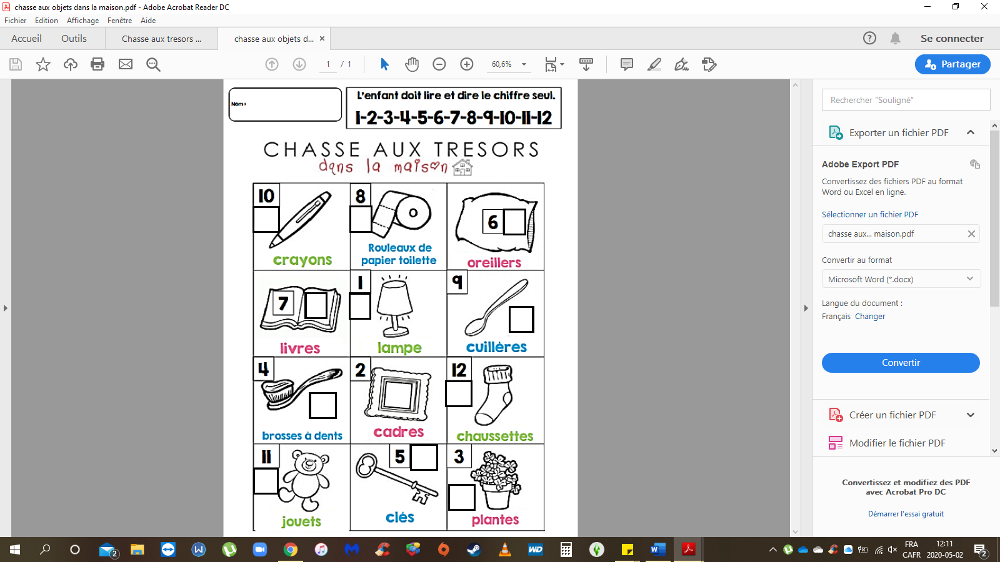 chasse aux objets dans la maison.pdf - Adobe Acrobat Reader DC
Fichier Edition Affichage Fenêtre Aide
Accueil Outils Chasse aux tresors ... chasse aux objets d... ×
Se connecter
1 / 1 60,6% Partager
Nom :
L'enfant doit lire et dire le chiffre seul.
1-2-3-4-5-6-7-8-9-10-11-12
CHASSE AUX TRESORS
dans la maison
10 8 6
crayons
Rouleaux de
papier toilette
oreillers
7 1 9
livres lampe cuillères
4 2 12
brosses à dents cadres chaussettes
11 5 3
jouets clés plantes
Rechercher "Souligné"
Exporter un fichier PDF
Adobe Export PDF
Convertissez des fichiers PDF au format
Word ou Excel en ligne.
Sélectionner un fichier PDF
chasse aux... maison.pdf
Convertir au format
Microsoft Word (*.docx)
Langue du document :
Français Changer
Convertir
Créer un fichier PDF
Modifier le fichier PDF
Convertissez et modifiez des PDF
avec Acrobat Pro DC
Démarrer l'essai gratuit
2 W WD W
FRA
CAFR
12:11
2020-05-02
2